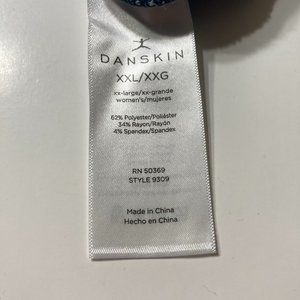 DANSKIN
XXL/XXG
xx-large/xx-grande
women's/mujeres
62% Polyester/Poliéster
34% Rayon/Rayón
4% Spandex/Spandex
RN 50369
STYLE 9309
Made in China
Hecho en China